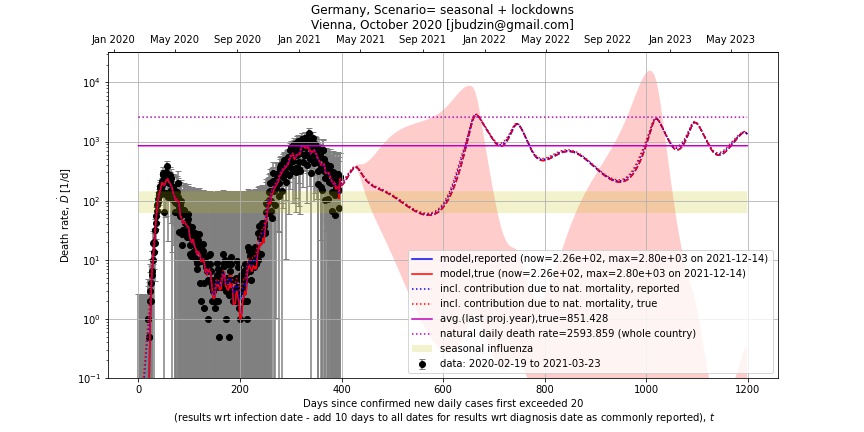 Germany, Scenario= seasonal + lockdowns
Vienna, October 2020 [jbudzin@gmail.com]
Jan 2020 May 2020 Sep 2020 Jan 2021 May 2021 Sep 2021 Jan 2022 May 2022 Sep 2022 Jan 2023 May 2023
10⁴
10³
10²
10¹
10⁰
10⁻¹
Death rate, Ḋ [1/d]
model,reported (now=2.26e+02, max=2.80e+03 on 2021-12-14)
model,true (now=2.26e+02, max=2.80e+03 on 2021-12-14)
incl. contribution due to nat. mortality, reported
incl. contribution due to nat. mortality, true
avg.(last proj.year),true=851.428
natural daily death rate=2593.859 (whole country)
seasonal influenza
data: 2020-02-19 to 2021-03-23
0 200 400 600 800 1000 1200
Days since confirmed new daily cases first exceeded 20
(results wrt infection date - add 10 days to all dates for results wrt diagnosis date as commonly reported), t